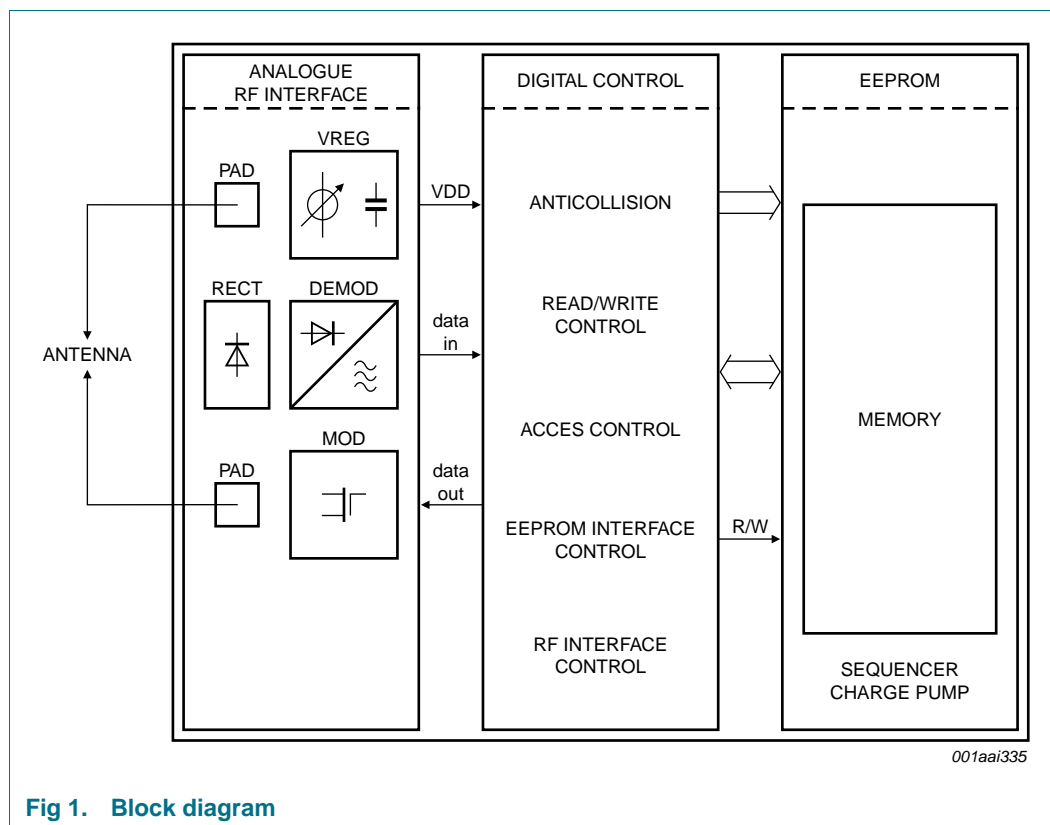 ANALOGUE
RF INTERFACE
DIGITAL CONTROL
EEPROM
VREG
PAD
VDD
ANTICOLLISION
RECT
DEMOD
data
in
READ/WRITE
CONTROL
ANTENNA
MEMORY
ACCES CONTROL
MOD
PAD
data
out
EEPROM INTERFACE
CONTROL
R/W
RF INTERFACE
CONTROL
SEQUENCER
CHARGE PUMP
001aai335
Fig 1. Block diagram